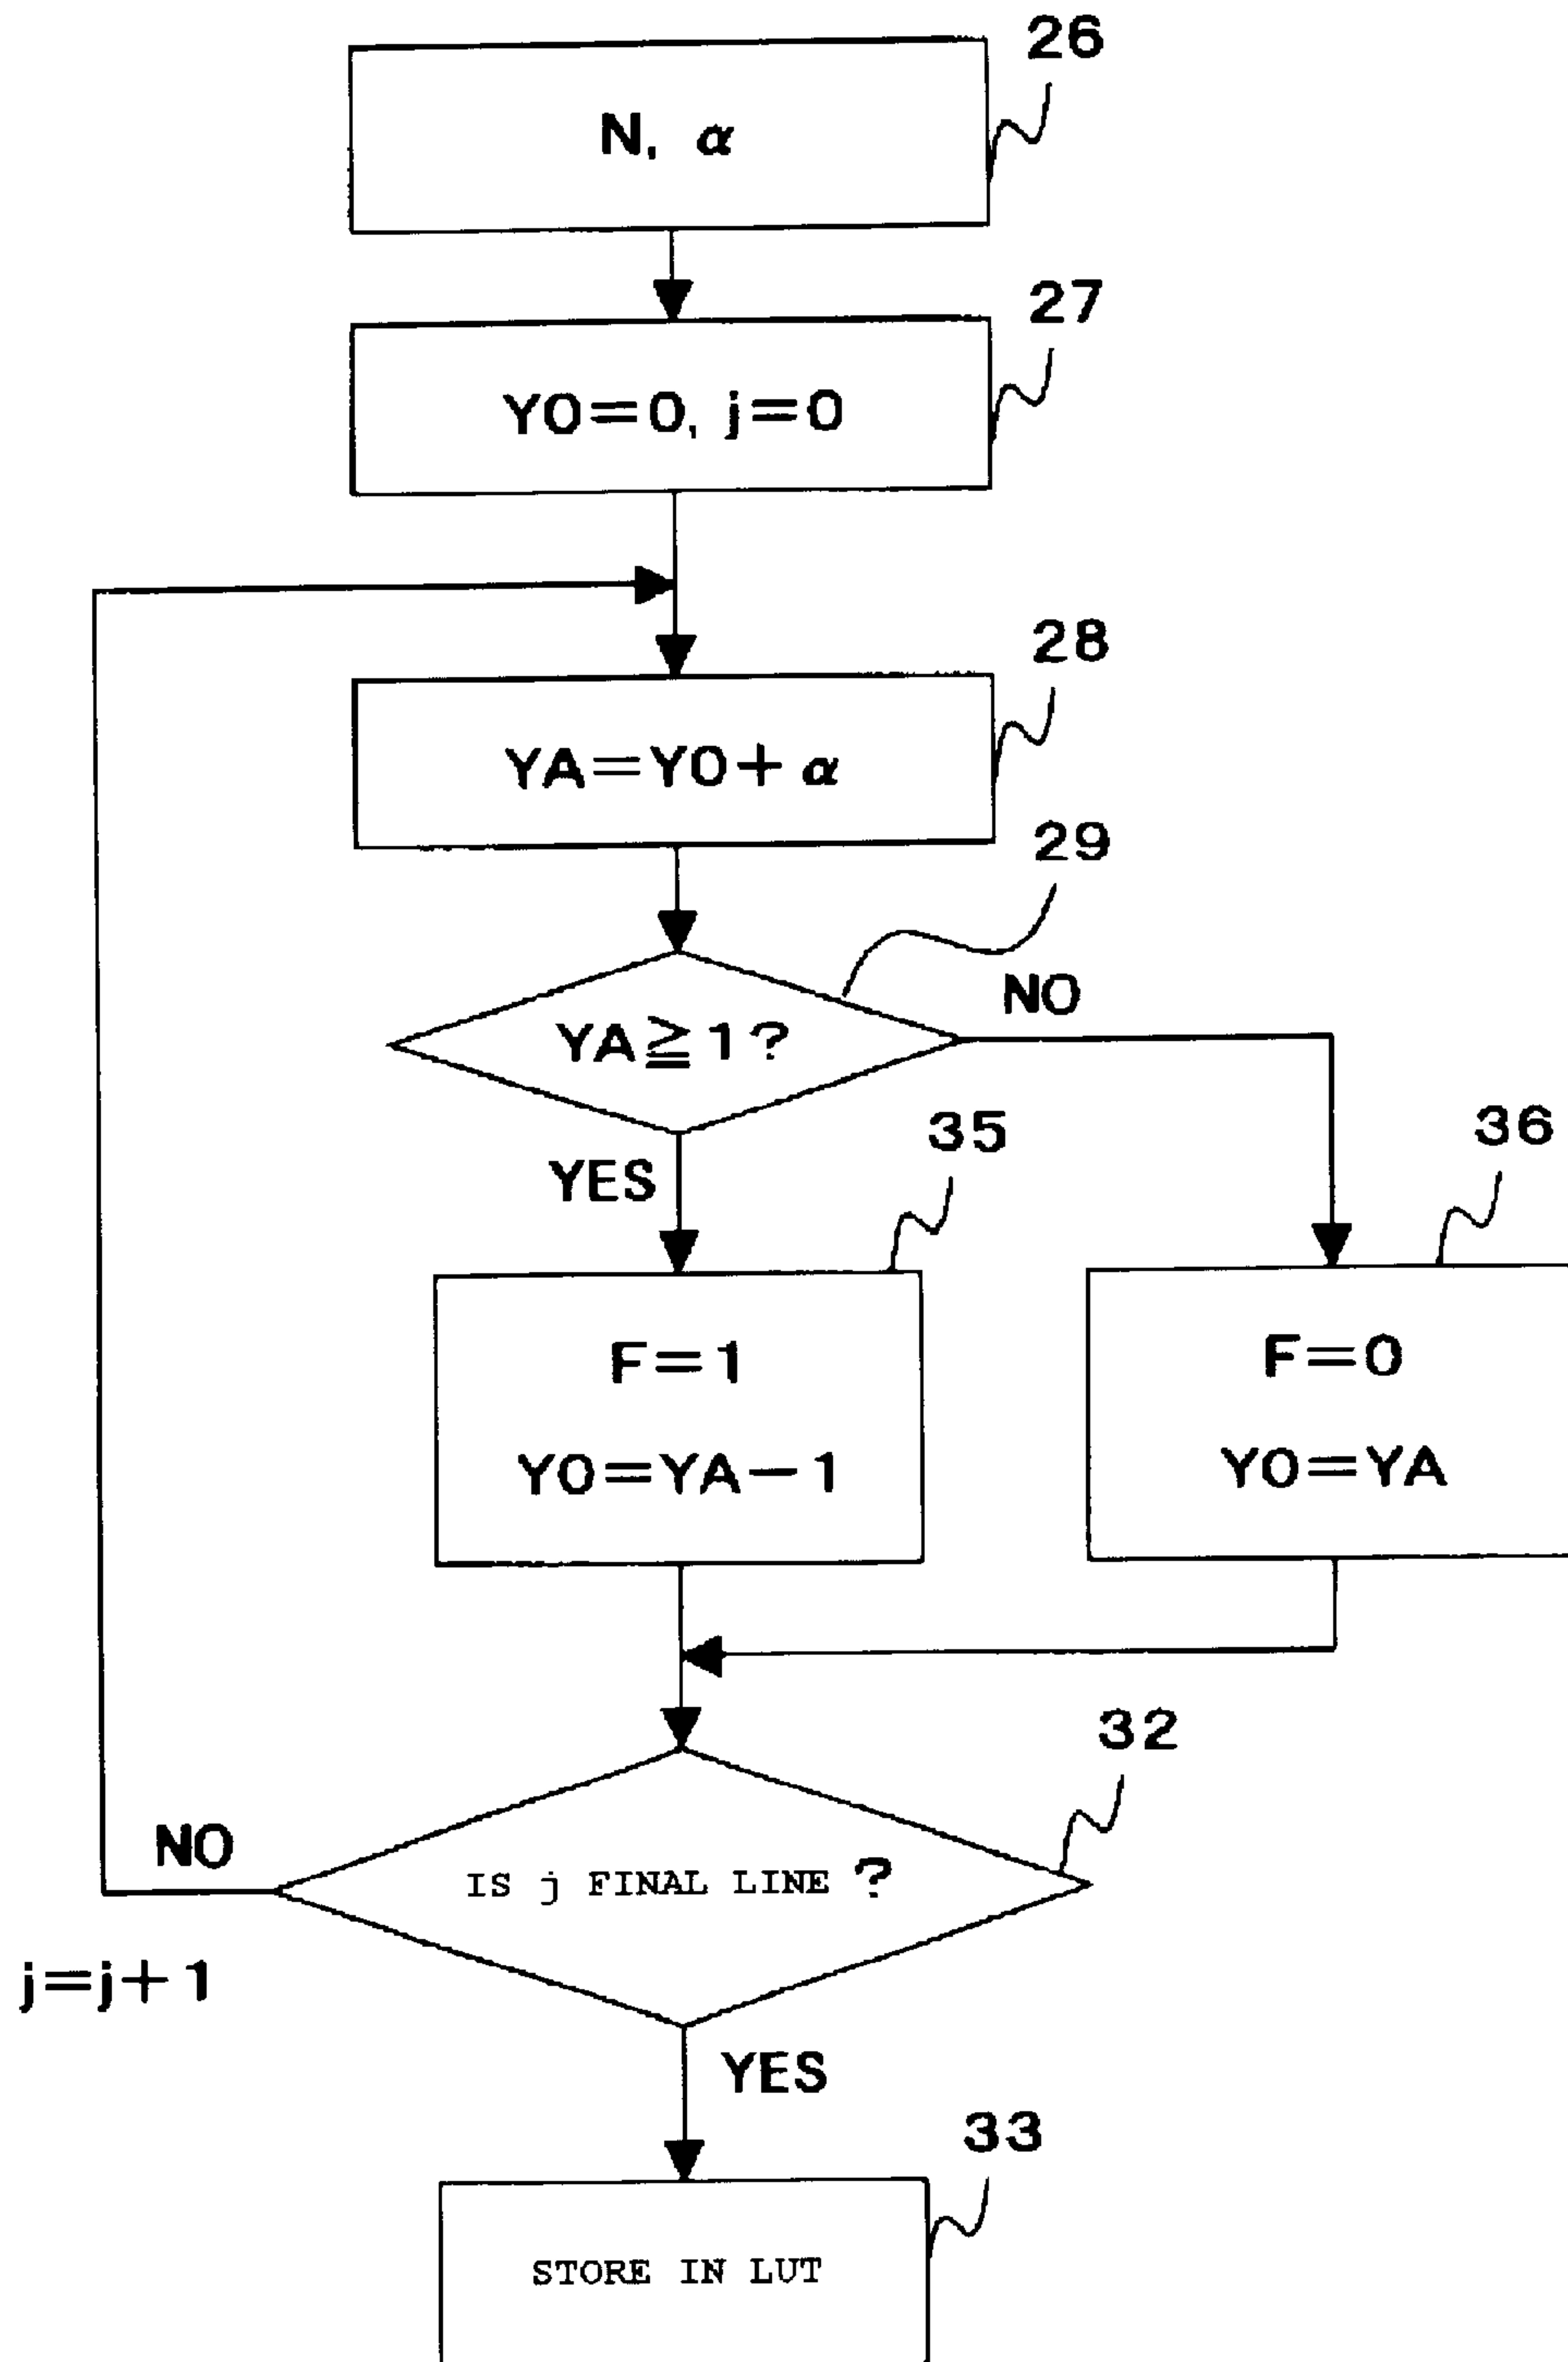 26
N, α
27
Y0=0, j=0
28
YA=Y0+α
29
YA≧1?
NO
YES
35
36
F=1
Y0=YA-1
F=0
Y0=YA
32
IS j FINAL LINE ?
NO
j=j+1
YES
33
STORE IN LUT